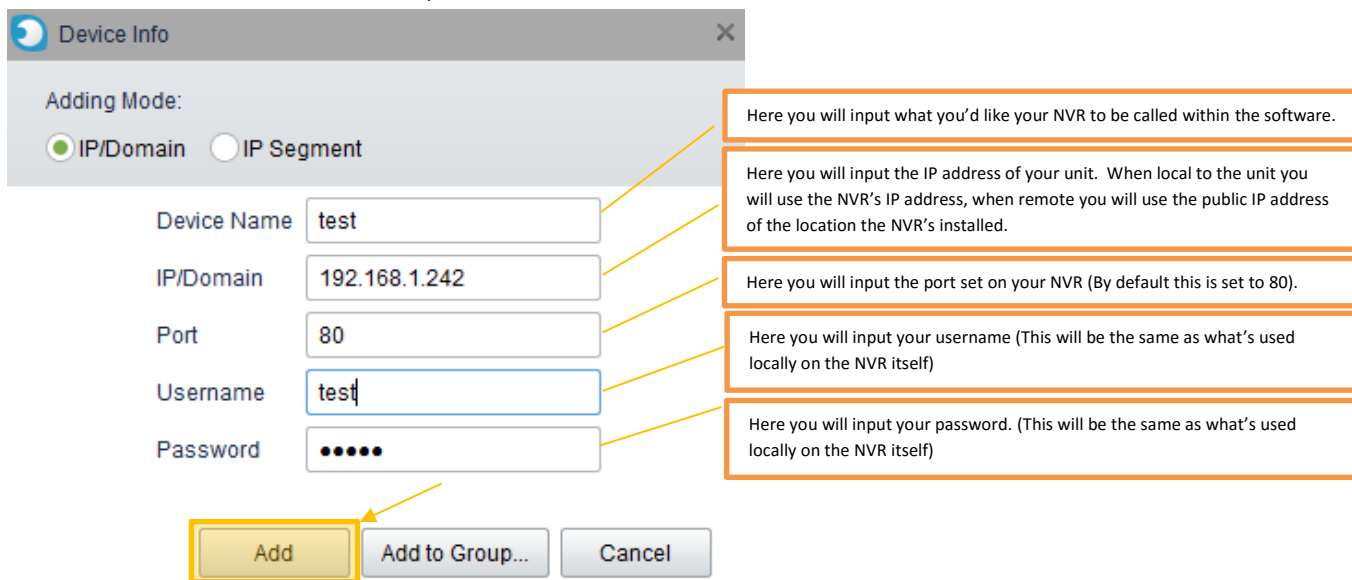 Device Info
Adding Mode:
IP/Domain IP Segment
Here you will input what you’d like your NVR to be called within the software.
Here you will input the IP address of your unit. When local to the unit you
will use the NVR’s IP address, when remote you will use the public IP address
of the location the NVR’s installed.
Device Name test
IP/Domain 192.168.1.242
Here you will input the port set on your NVR (By default this is set to 80).
Port 80
Here you will input your username (This will be the same as what’s used
locally on the NVR itself)
Username test
Here you will input your password. (This will be the same as what’s used
locally on the NVR itself)
Password •••••
Add Add to Group... Cancel